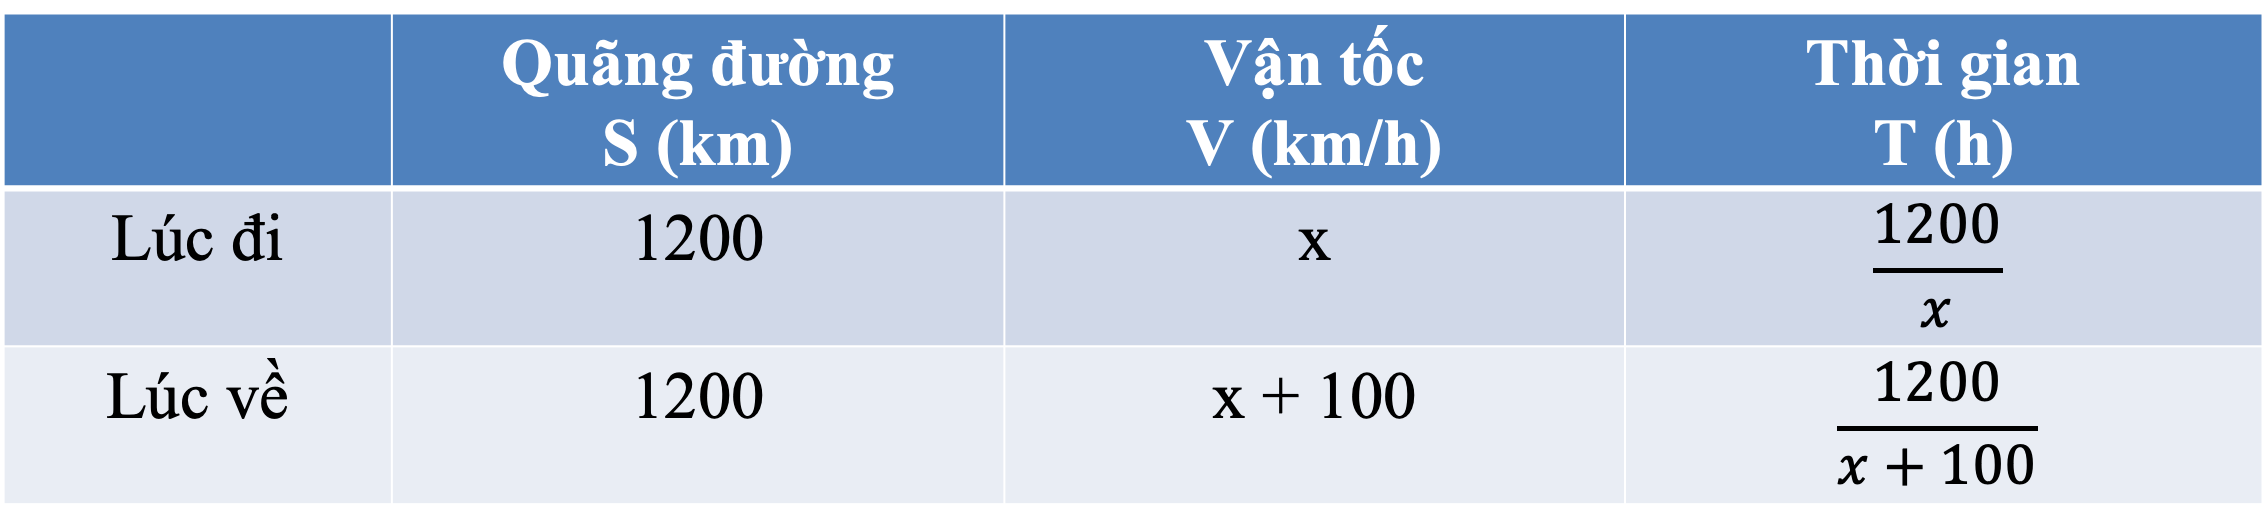 Quãng đường
S (km)
Vận tốc
V (km/h)
Thời gian
T (h)
Lúc đi
1200
x
1200
x
Lúc về
1200
x + 100
1200
x + 100